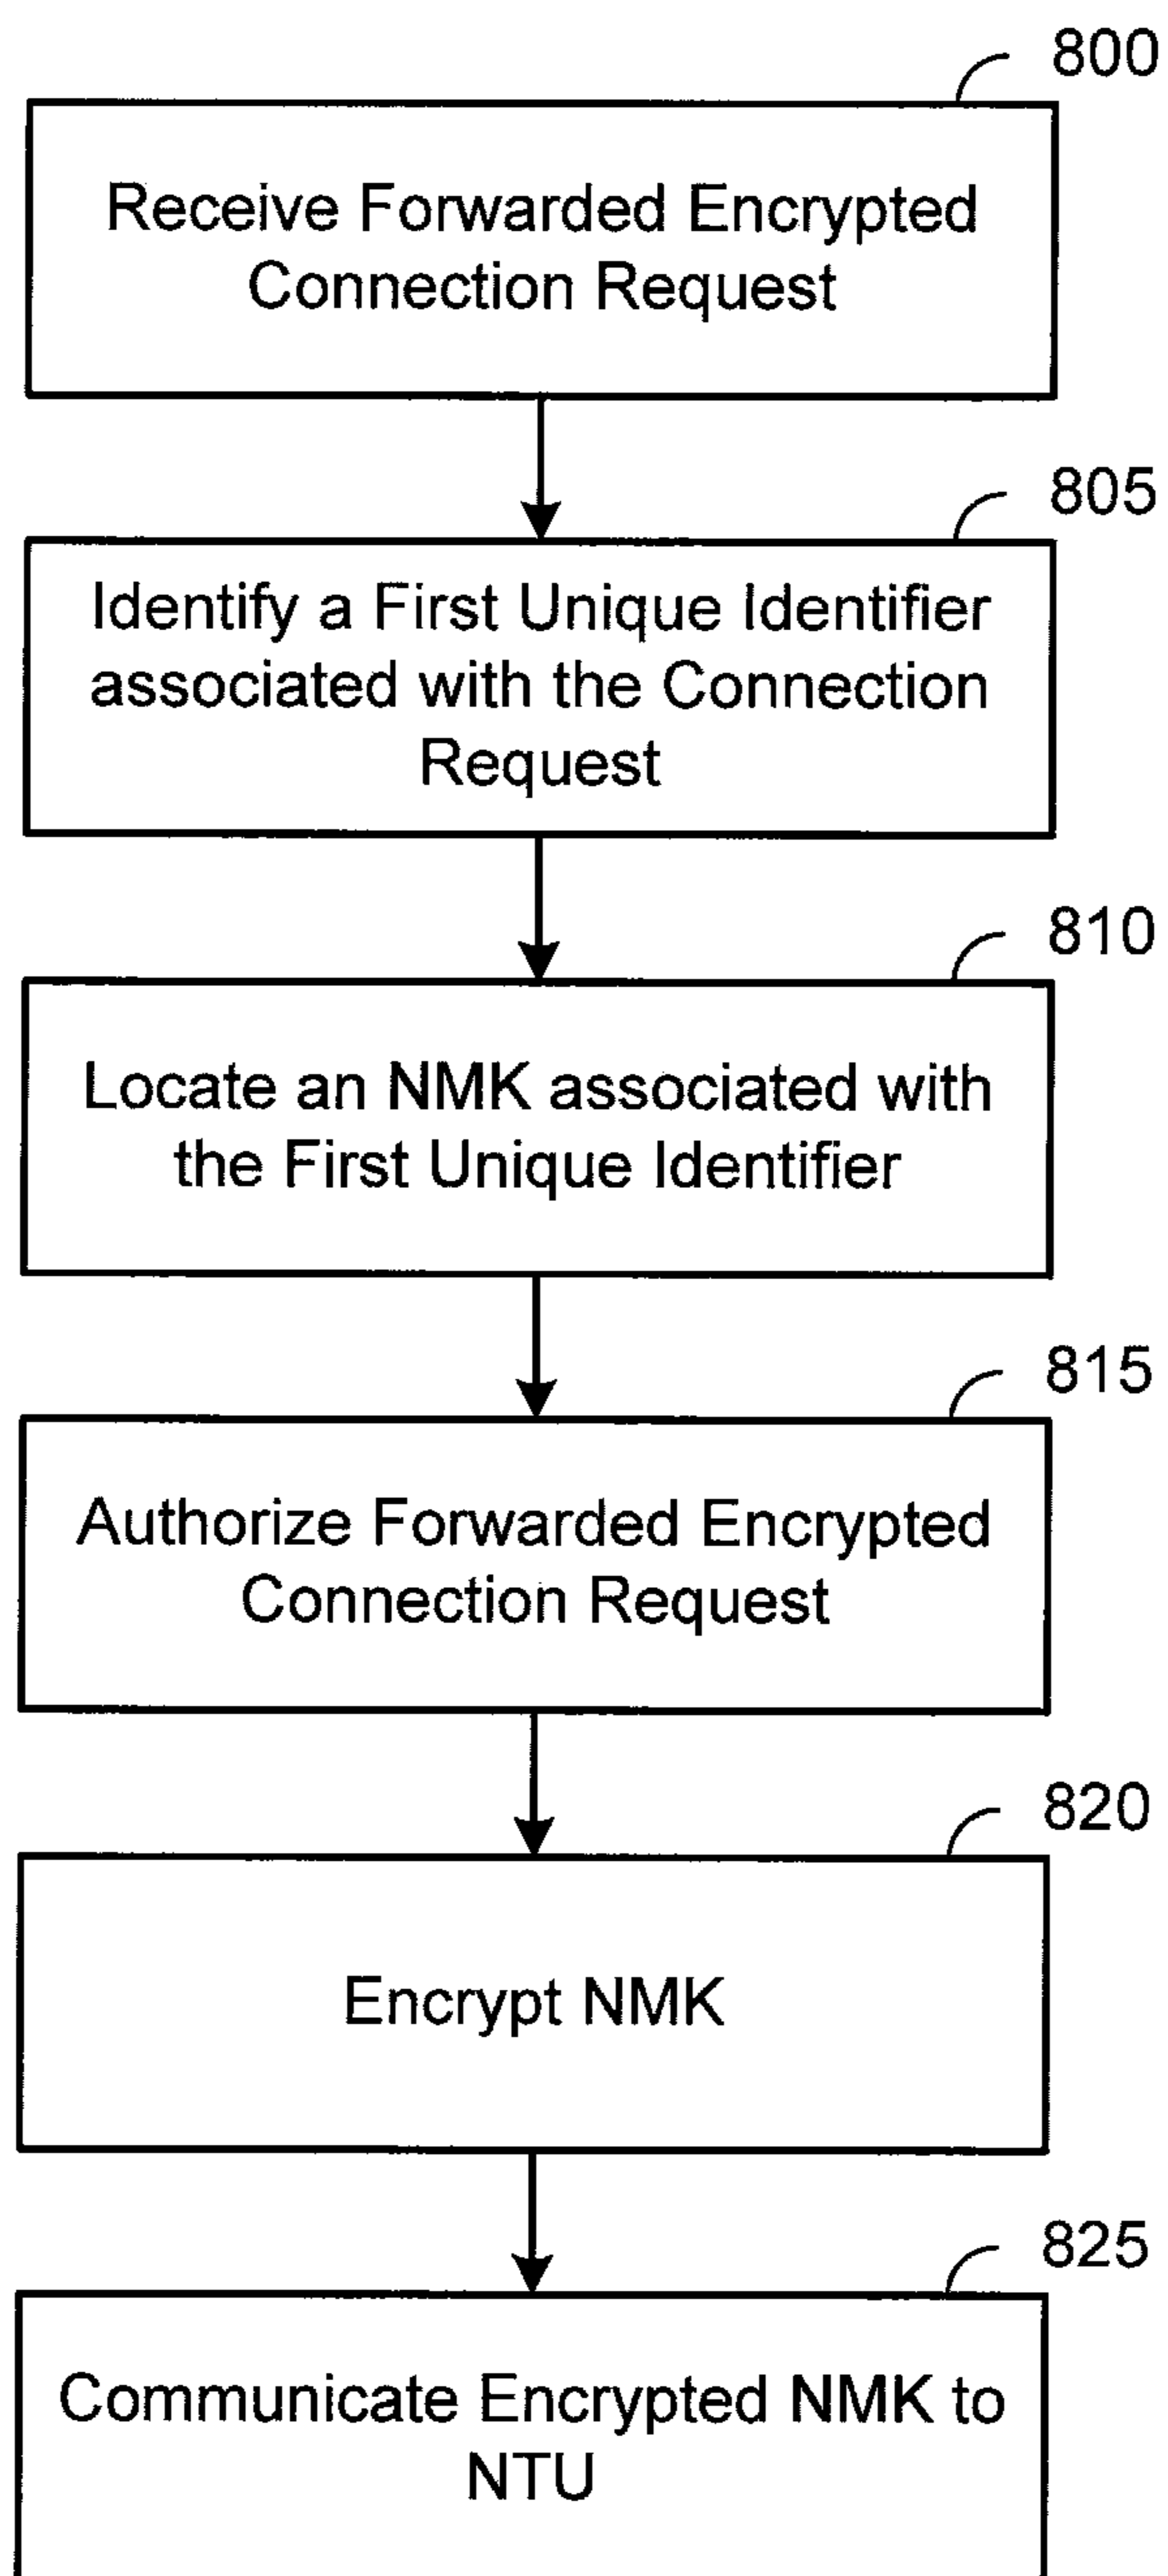 800
Receive Forwarded Encrypted
Connection Request
805
Identify a First Unique Identifier
associated with the Connection
Request
810
Locate an NMK associated with
the First Unique Identifier
815
Authorize Forwarded Encrypted
Connection Request
820
Encrypt NMK
825
Communicate Encrypted NMK to
NTU